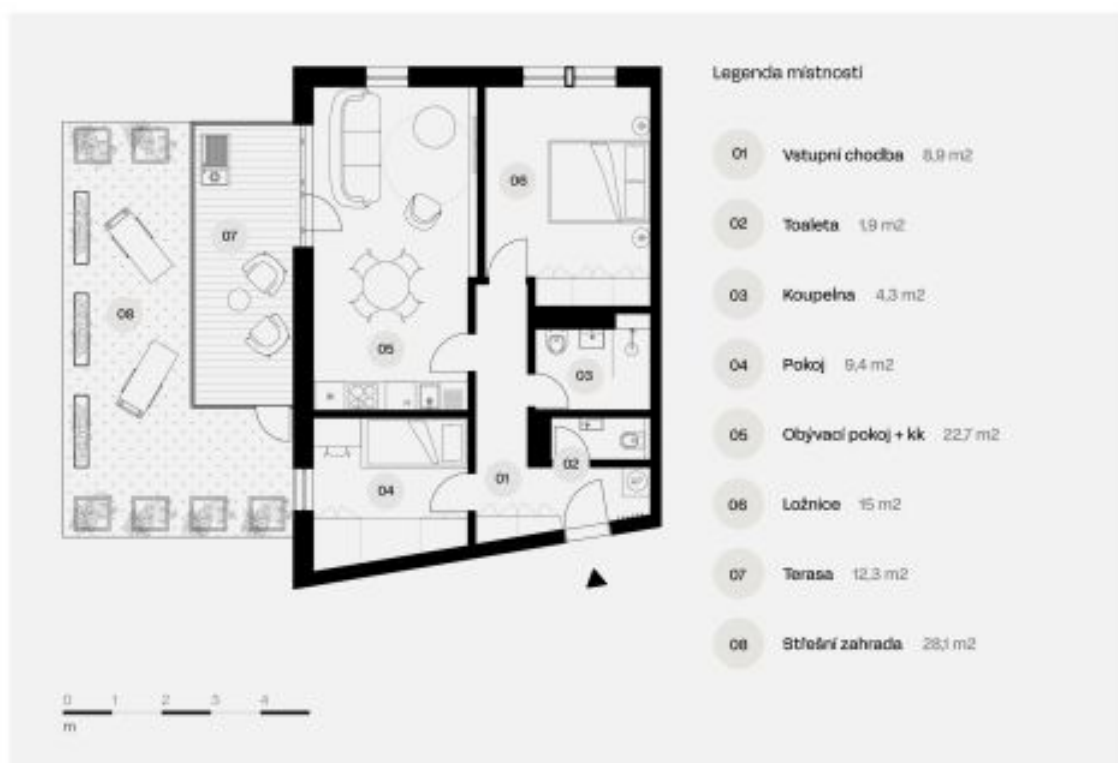 Legenda místností
01 Vstupní chodba 8,9 m2
02 Toaleta 1,9 m2
03 Koupelna 4,3 m2
04 Pokoj 9,4 m2
05 Obývací pokoj + kk 22,7 m2
06 Ložnice 15 m2
07 Terasa 12,3 m2
08 Střešní zahrada 28,1 m2
06
07
08
05
03
02
01
04
0 1 2 3 4
m